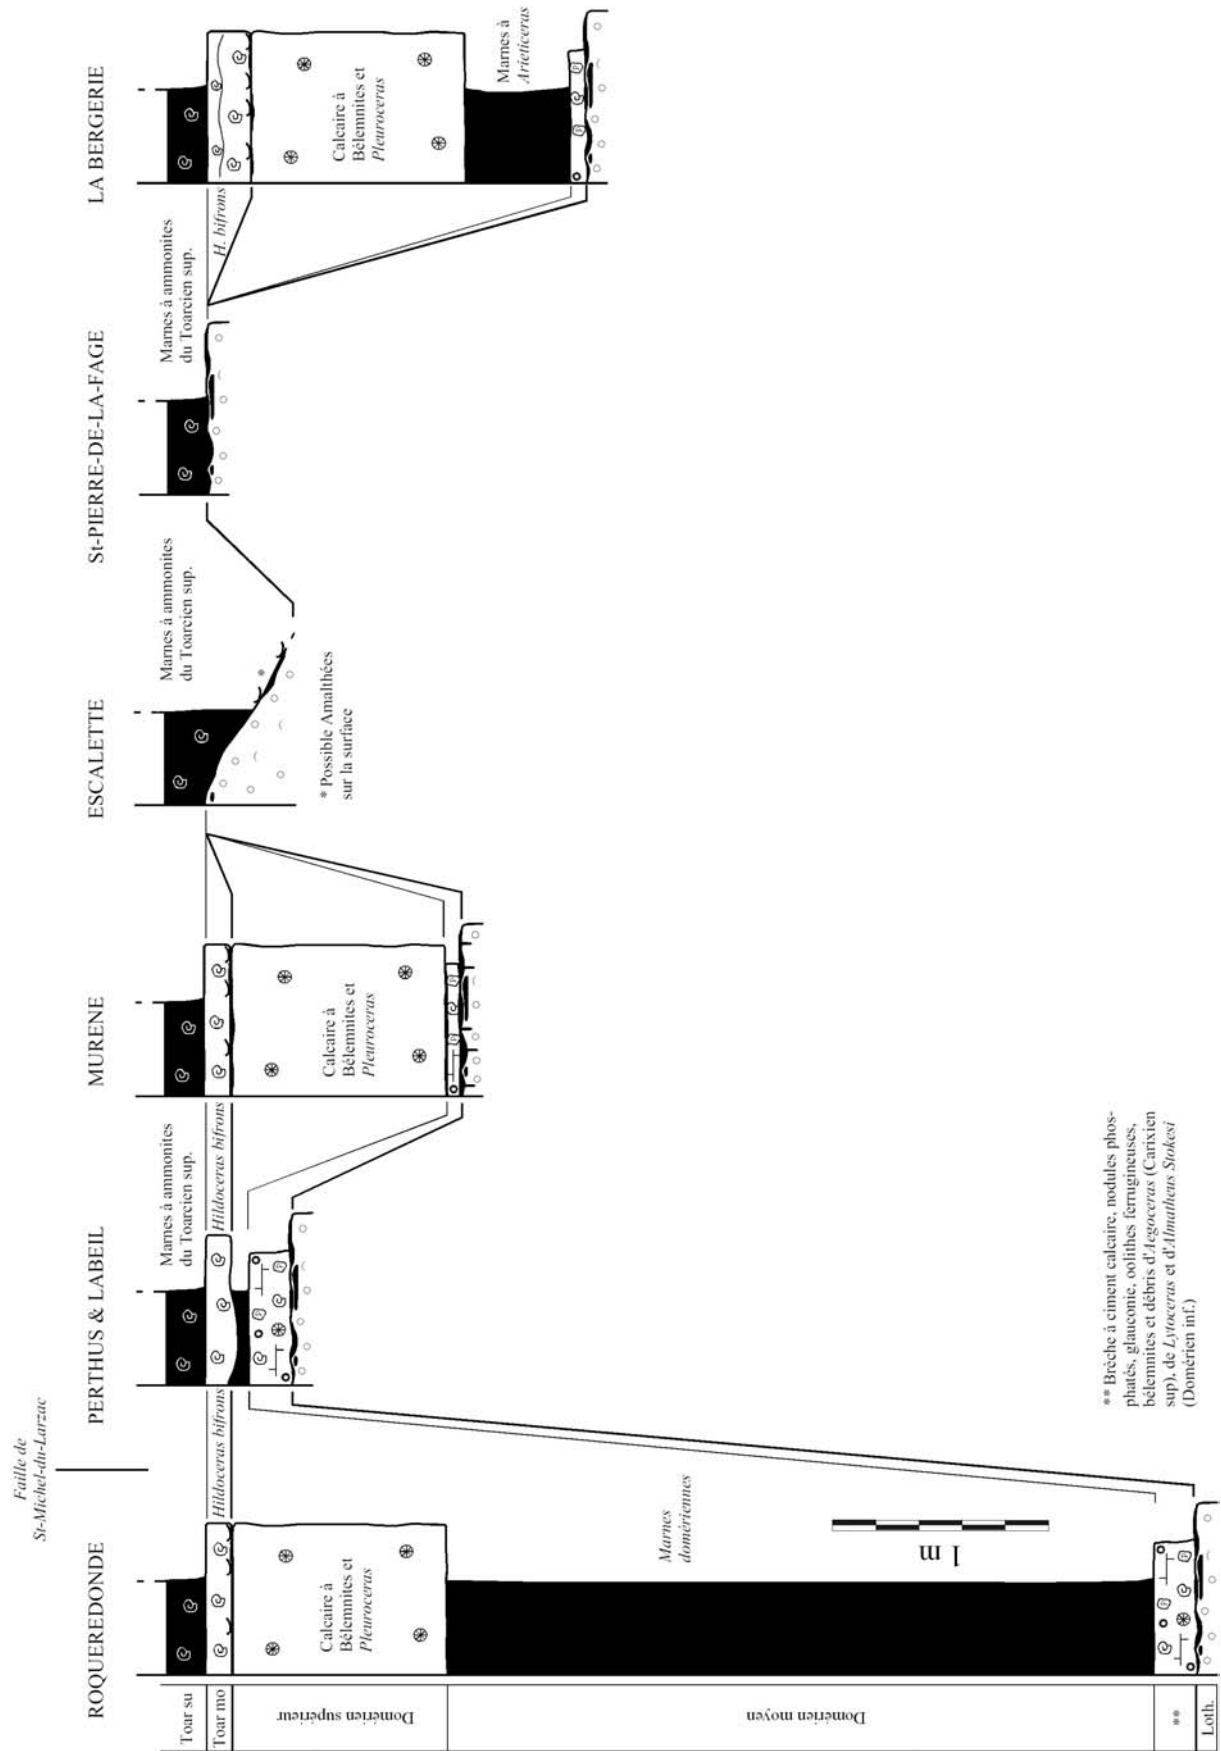 Faille de
St-Michel-du-Larzac
ROQUEREDONDE
PERTHUS & LABEIL
MURENE
ESCALETTE
St-PIERRE-DE-LA-FAGE
LA BERGERIE
Toar su
Toar mo
Domérien supérieur
Domérien moyen
**
Loth.
Calcaire à
Bélemnites et
Pleuroceras
Hildoceras bifrons
Marnes
domériennes
1 m
Marnes à ammonites
du Toarcien sup.
Hildoceras bifrons
Calcaire à
Bélemnites et
Pleuroceras
Marnes à ammonites
du Toarcien sup.
* Possible Amalthées
sur la surface
*
Marnes à ammonites
du Toarcien sup.
H. bifrons
Calcaire à
Bélemnites et
Pleuroceras
Marnes à
Arieticeras
** Brèche à ciment calcaire, nodules phos-
phatés, glauconie, oolithes ferrugineuses,
bélemnites et débris d'Aegoceras (Carixien
sup), de Lytoceras et d'Almatheus Stokesi
(Domérien inf.)